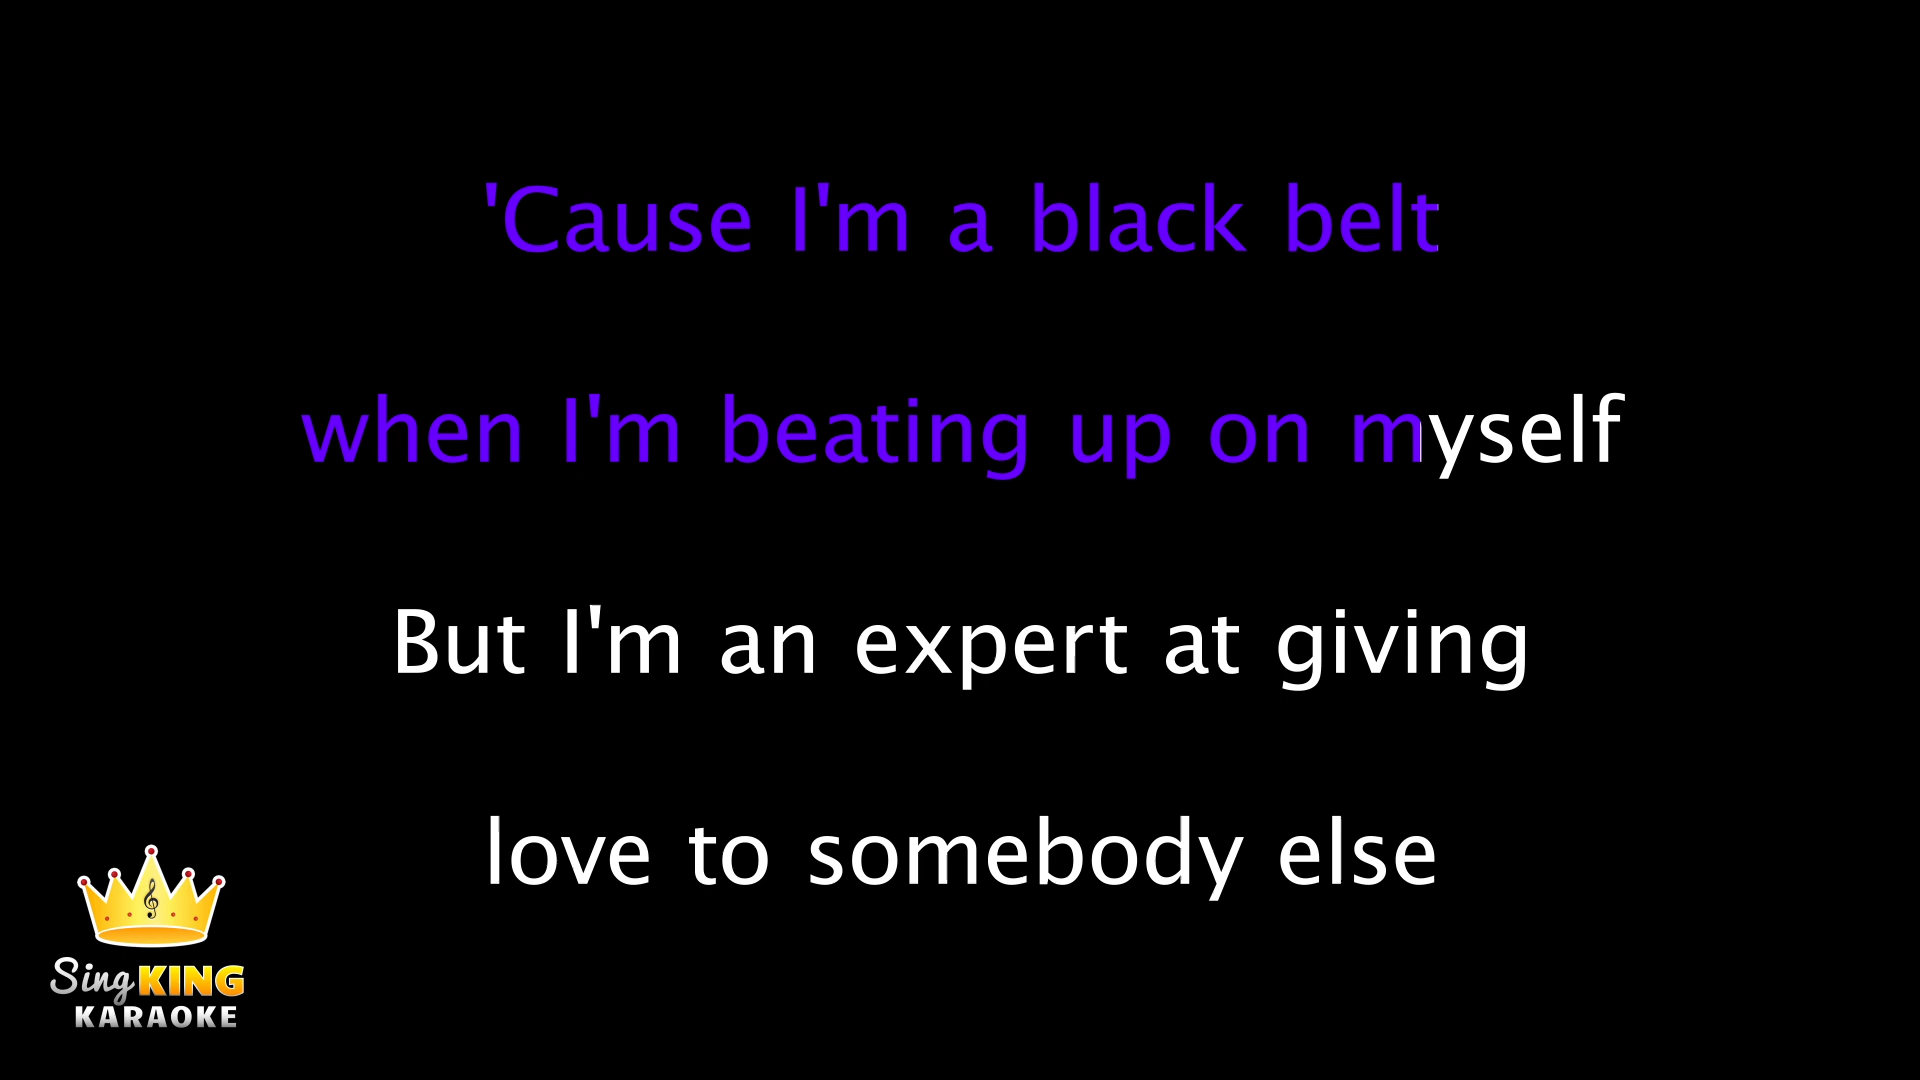 'Cause I'm a black belt
when I'm beating up on myself
But I'm an expert at giving
love to somebody else
Sing KING
KARAOKE